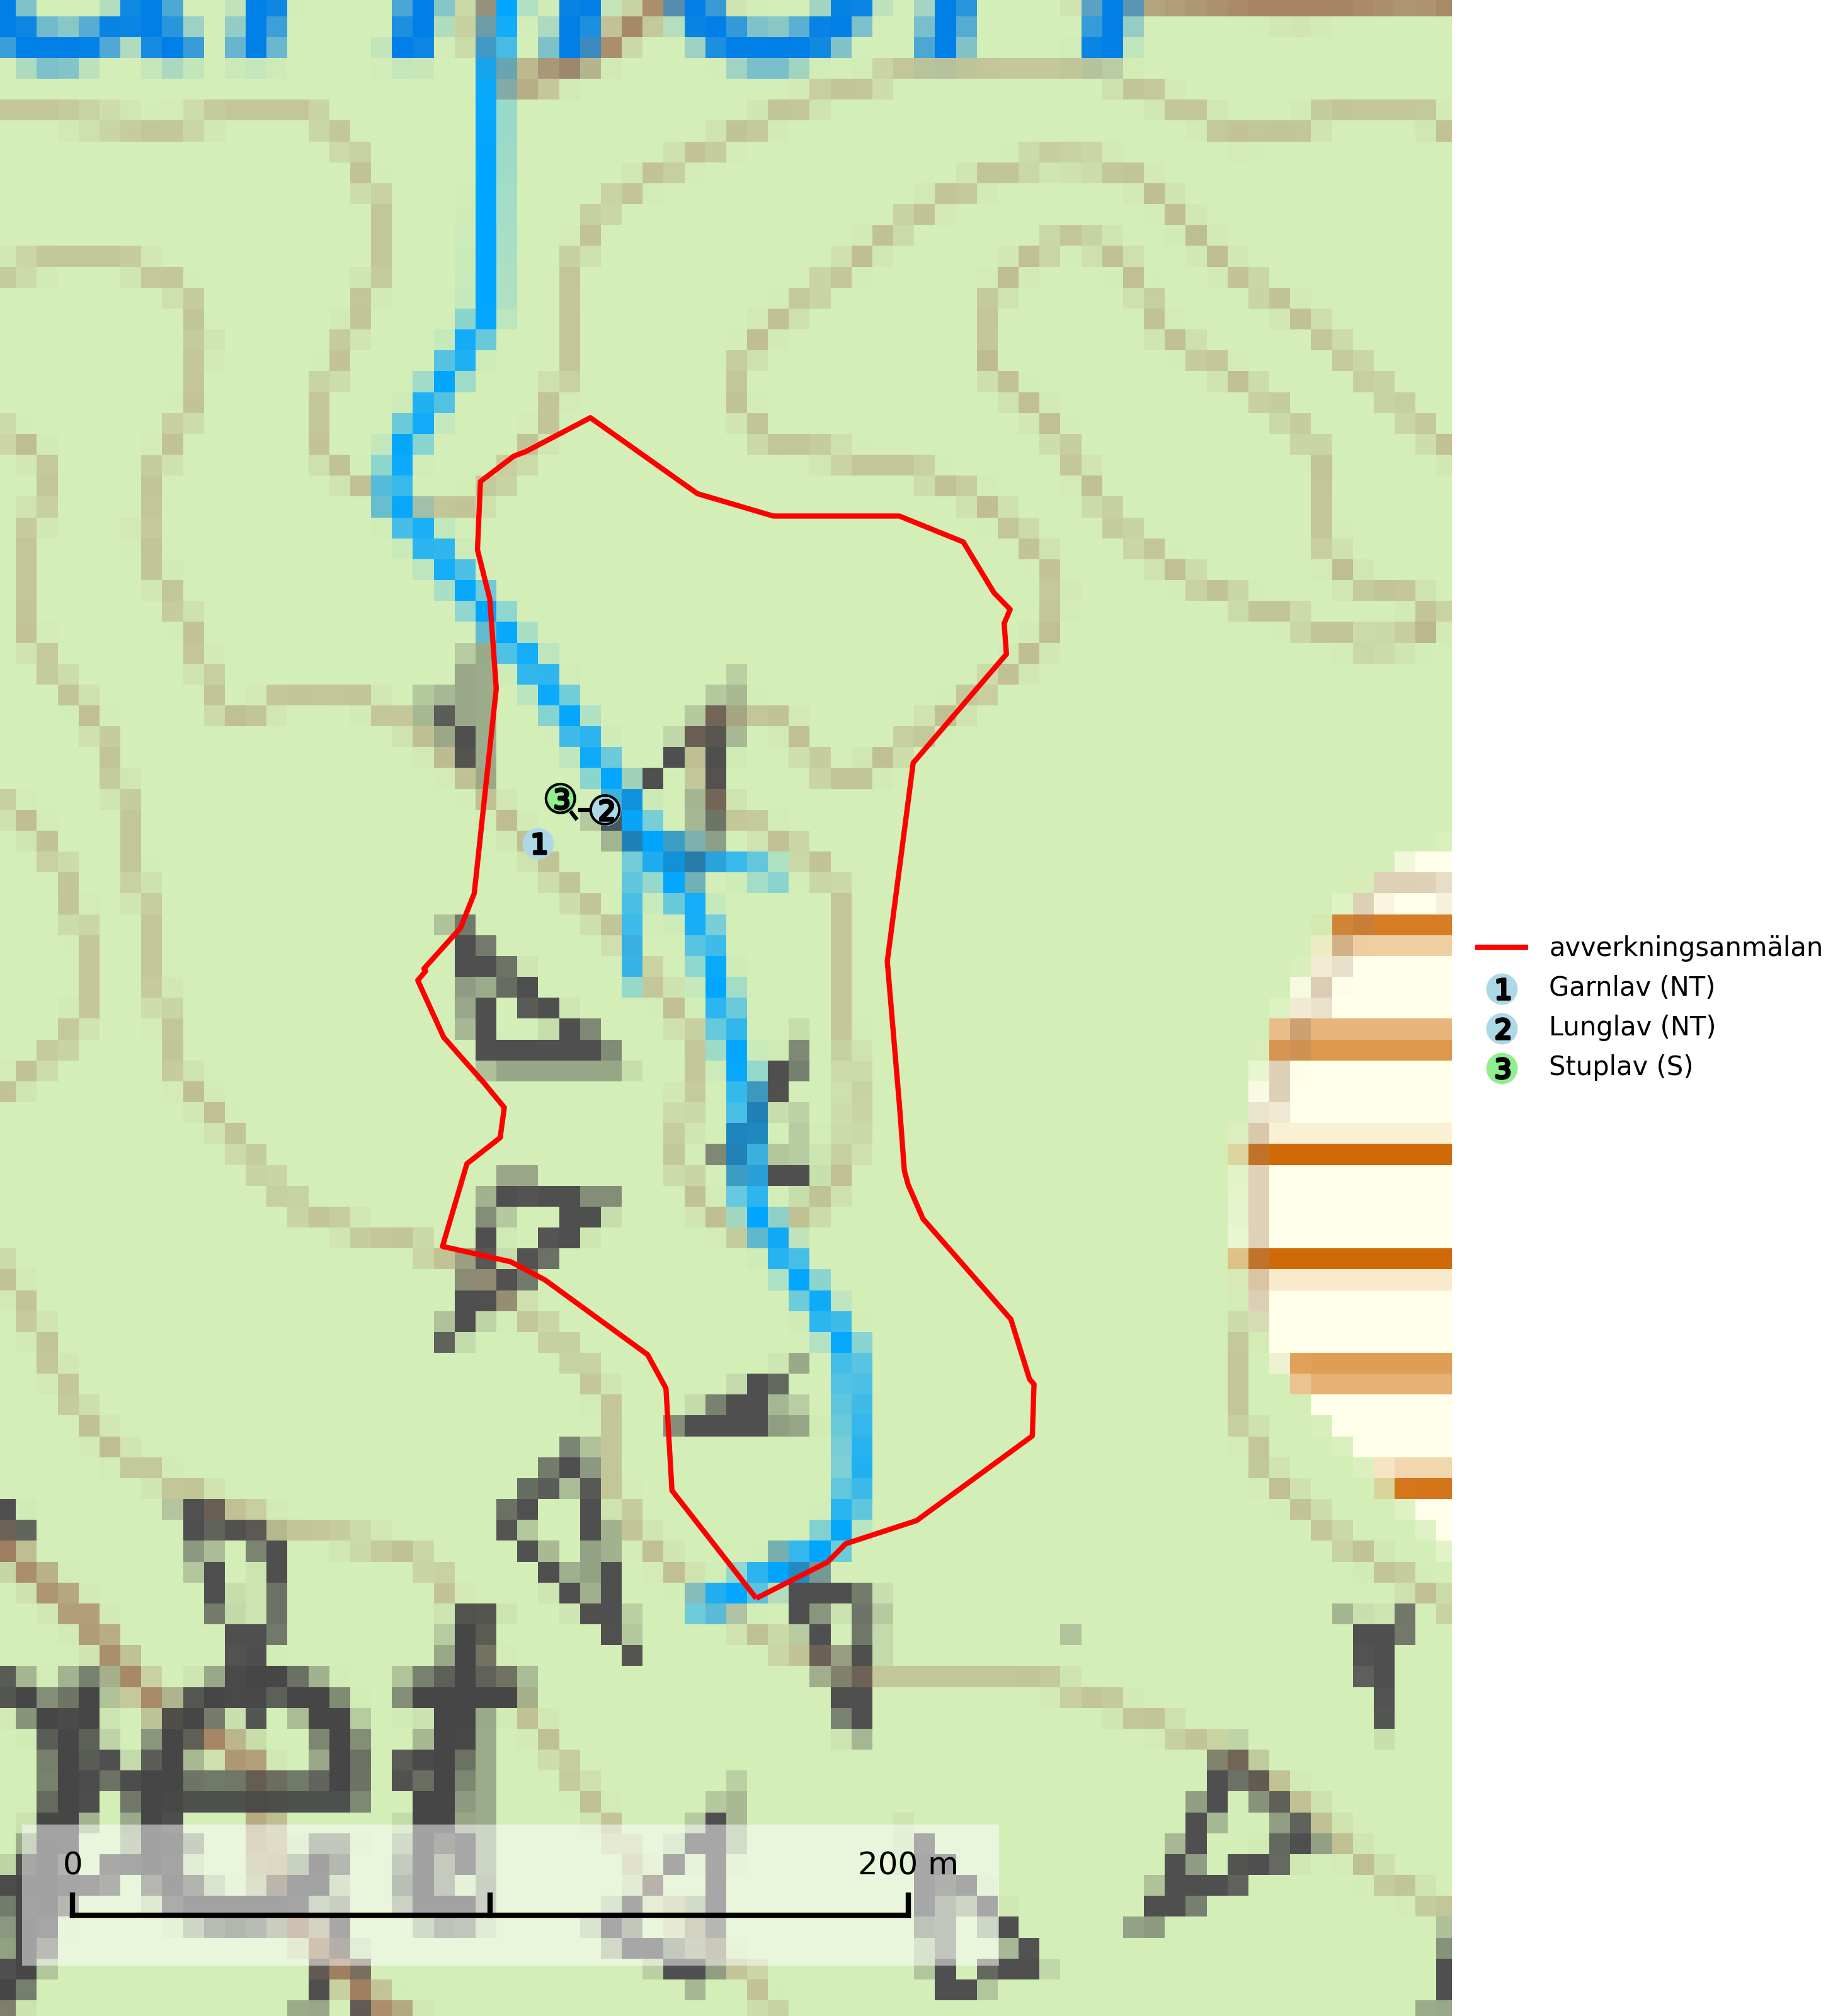 3
2
1
avverkningsanmälan
1 Garnlav (NT)
2 Lunglav (NT)
3 Stuplav (S)
0 200 m